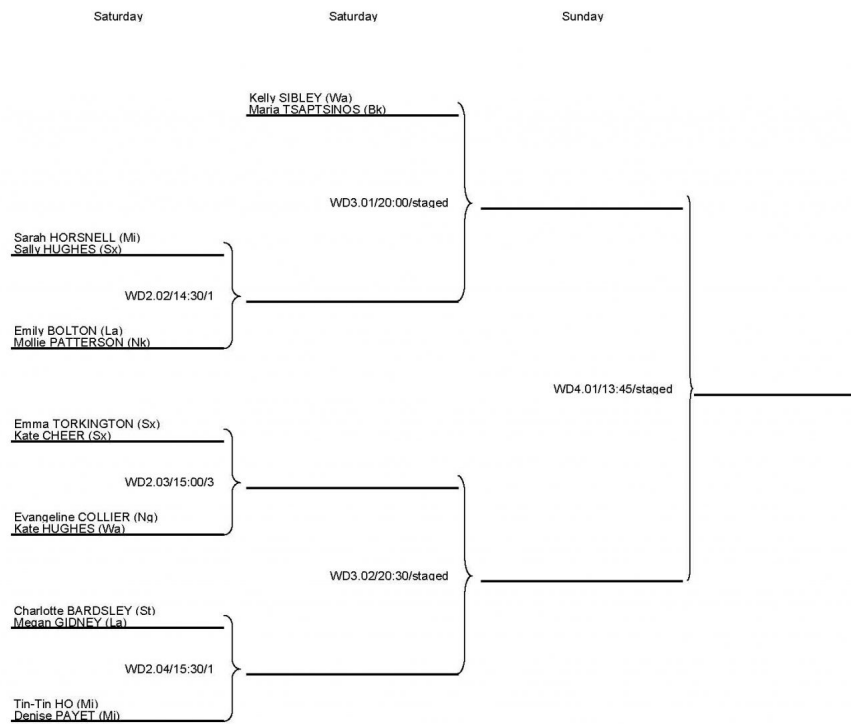 Saturday
Saturday
Sunday
Kelly SIBLEY (Wa)
Maria TSAPTSINOS (Bk)
WD3.01/20:00/staged
Sarah HORSNELL (Mi)
Sally HUGHES (Sx)
WD2.02/14:30/1
Emily BOLTON (La)
Mollie PATTERSON (Nk)
WD4.01/13:45/staged
Emma TORKINGTON (Sx)
Kate CHEER (Sx)
WD2.03/15:00/3
Evangeline COLLIER (Ng)
Kate HUGHES (Wa)
WD3.02/20:30/staged
Charlotte BARDSLEY (St)
Megan GIDNEY (La)
WD2.04/15:30/1
Tin-Tin HO (Mi)
Denise PAYET (Mi)